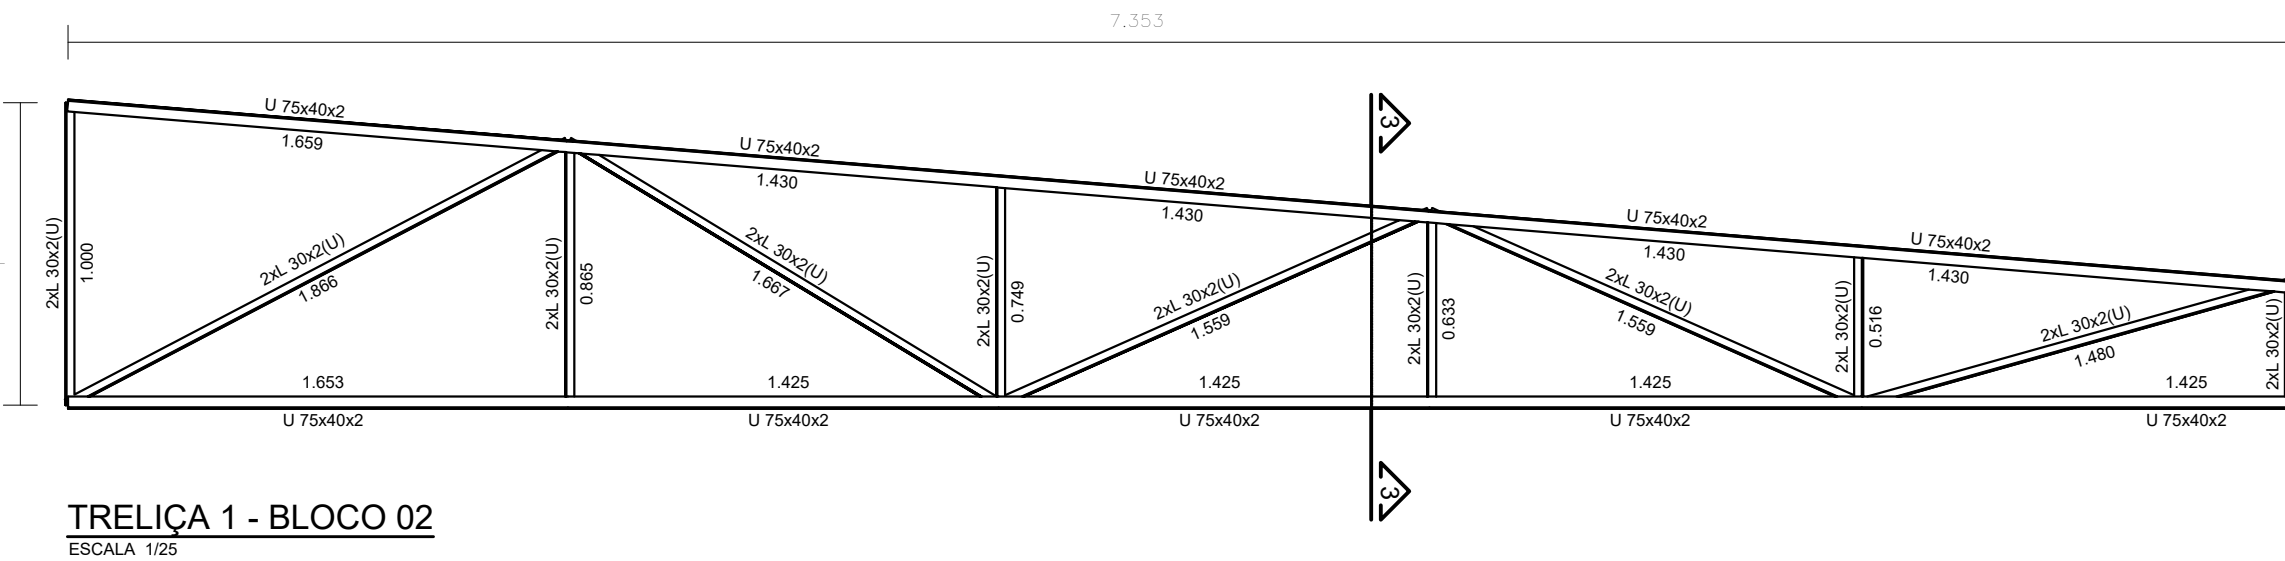 7.353
U 75x40x2
1.659
U 75x40x2
1.430
U 75x40x2
1.430
U 75x40x2
1.430
U 75x40x2
1.430
3
2xL 30x2(U)
1.000
2xL 30x2(U)
1.866
2xL 30x2(U)
0.865
2xL 30x2(U)
1.667
2xL 30x2(U)
0.749
2xL 30x2(U)
1.559
2xL 30x2(U)
0.633
2xL 30x2(U)
1.559
2xL 30x2(U)
0.516
2xL 30x2(U)
1.480
2xL 30x2(U)
1.653
1.425
1.425
1.425
1.425
U 75x40x2
U 75x40x2
U 75x40x2
U 75x40x2
U 75x40x2
3
TRELIÇA 1 - BLOCO 02
ESCALA 1/25